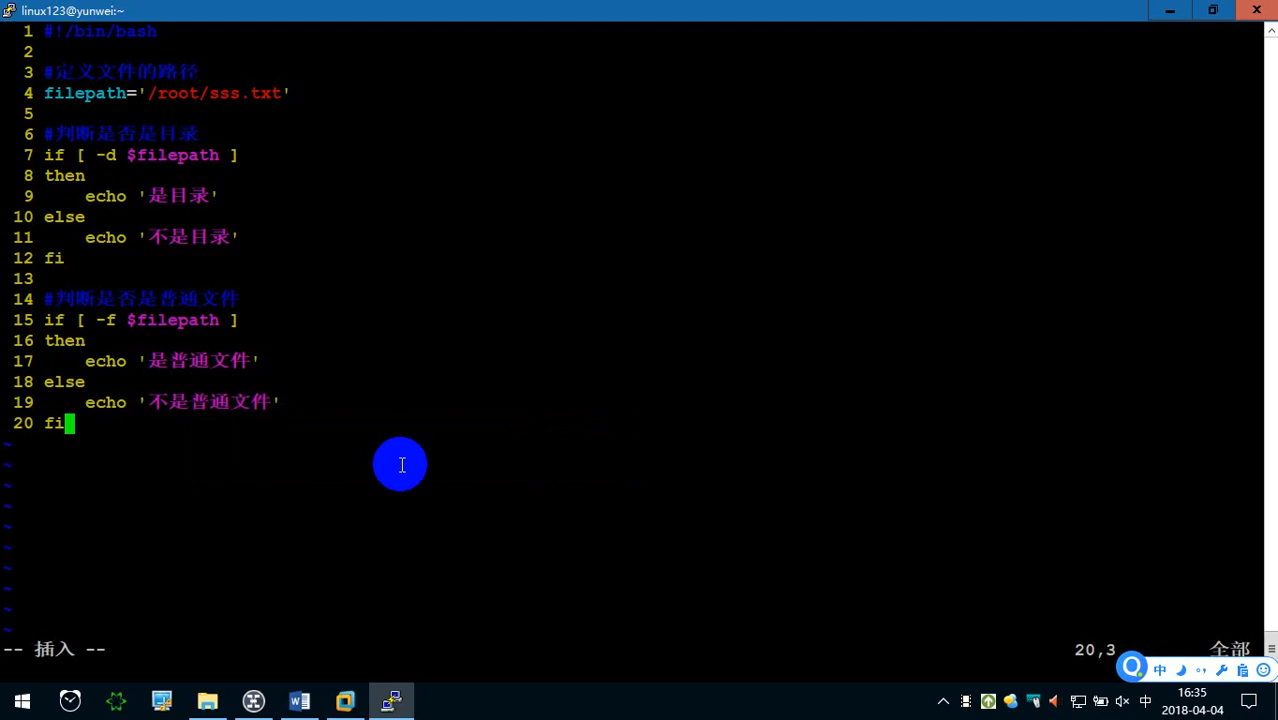 linux123@yunwei:~
1 #!/bin/bash
2
3 #定义文件的路径
4 filepath='/root/sss.txt'
5
6 #判断是否是目录
7 if [ -d $filepath ]
8 then
9     echo '是目录'
10 else
11     echo '不是目录'
12 fi
13
14 #判断是否是普通文件
15 if [ -f $filepath ]
16 then
17     echo '是普通文件'
18 else
19     echo '不是普通文件'
20 fi
~
~
~
~
~
~
~
~
~
~
-- 插入 -- 20,3 全部
中
中 16:35
2018-04-04